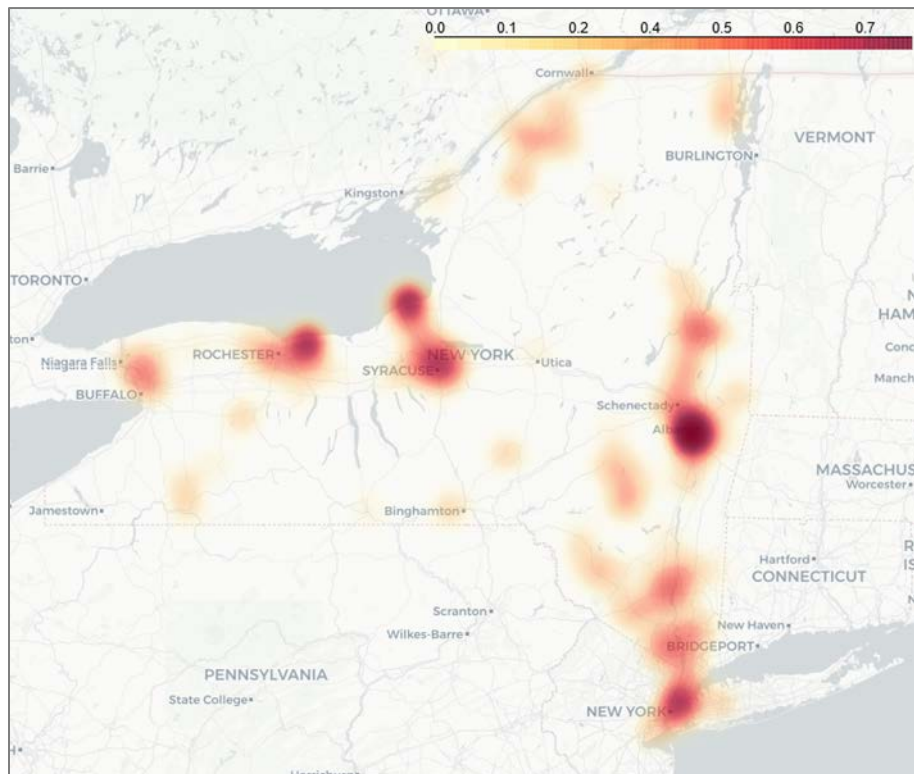 OTTAWA
0.0 0.1 0.2 0.4 0.5 0.6 0.7
Cornwall
VERMONT
BURLINGTON
Barrie
Kingston
TORONTO
HAM
Conc
Niagara Falls
Niagara Falls
ROCHESTER
NEW YORK
SYRACUSE
Utica
Manch
BUFFALO
Schenectady
Alb
MASSACHUS
Worcester
Jamestown
Binghamton
Hartford
CONNECTICUT
R
IS
Scranton
New Haven
Wilkes-Barre
BRIDGEPORT
PENNSYLVANIA
State College
NEW YORK